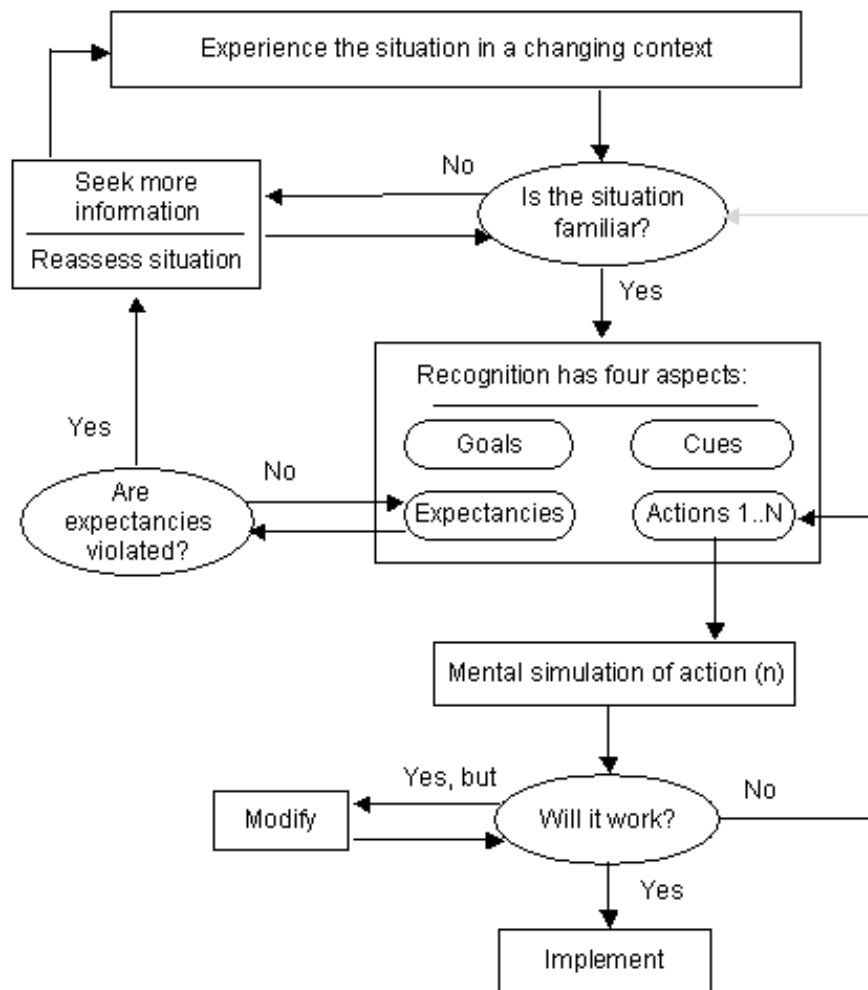 Experience the situation in a changing context
No
Seek more
information
Reassess situation
Is the situation
familiar?
Yes
Recognition has four aspects:
Goals
Cues
Yes
No
Are
expectancies
violated?
Expectancies
Actions 1..N
Mental simulation of action (n)
Yes, but
No
Modify
Will it work?
Yes
Implement